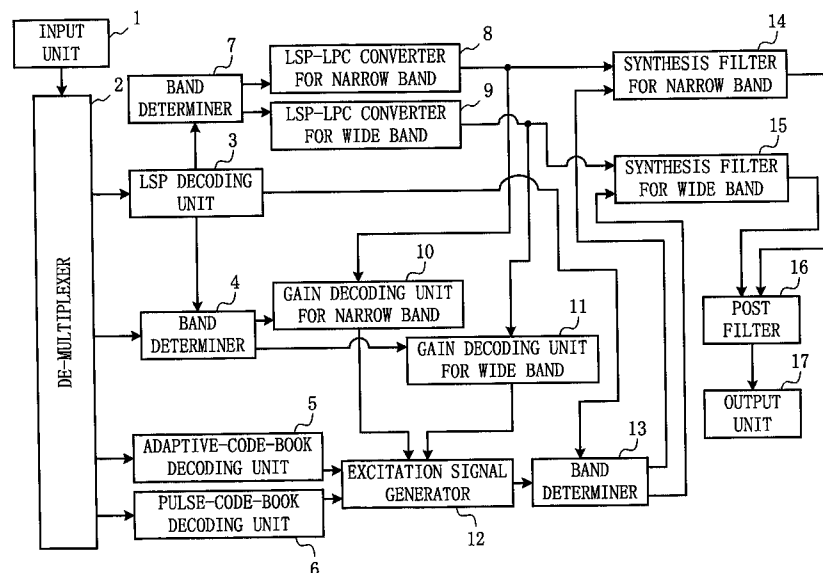 1
INPUT
UNIT
2
DE-MULTIPLEXER
7
BAND
DETERMINER
8
LSP-LPC CONVERTER
FOR NARROW BAND
9
LSP-LPC CONVERTER
FOR WIDE BAND
14
SYNTHESIS FILTER
FOR NARROW BAND
15
SYNTHESIS FILTER
FOR WIDE BAND
3
LSP DECODING
UNIT
4
BAND
DETERMINER
10
GAIN DECODING UNIT
FOR NARROW BAND
11
GAIN DECODING UNIT
FOR WIDE BAND
16
POST
FILTER
17
OUTPUT
UNIT
5
ADAPTIVE-CODE-BOOK
DECODING UNIT
PULSE-CODE-BOOK
DECODING UNIT
6
EXCITATION SIGNAL
GENERATOR
12
13
BAND
DETERMINER